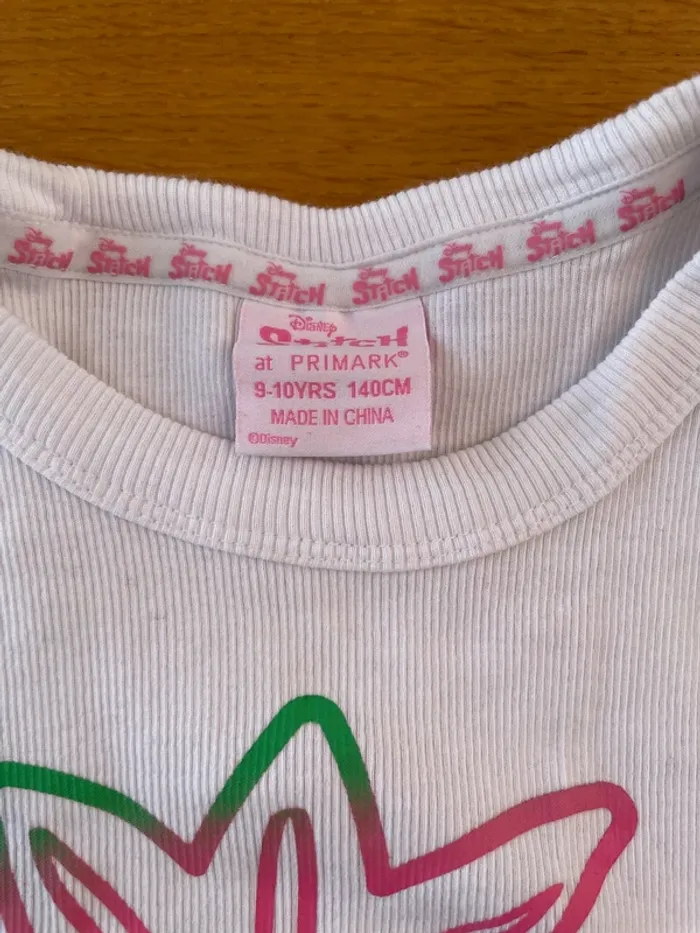 Disney STITCH Disney STITCH Disney STITCH Disney STITCH Disney STITCH Disney STITCH Disney STITCH Disney STITCH
Disney
StitcH
at PRIMARK®
9-10YRS 140CM
MADE IN CHINA
©Disney